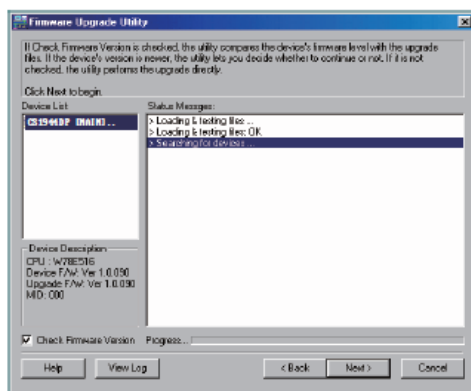 Firmware Upgrade Utility
If Check Firmware Version is checked, the utility compares the device's firmware level with the upgrade
files. If the device's version is newer, the utility lets you decide whether to continue or not. If it is not
checked, the utility performs the upgrade directly.
Click Next to begin.
Device List:
Status Messages:
CS1944DP [MAIN]...
> Loading & testing files ...
> Loading & testing files: OK
> Searching for devices ...
Device Description
CPU : W78E516
Device F/W: Ver 1.0.090
Upgrade F/W: Ver 1.0.090
MID: 000
Check Firmware Version
Progress...
Help
View Log
< Back
Next >
Cancel